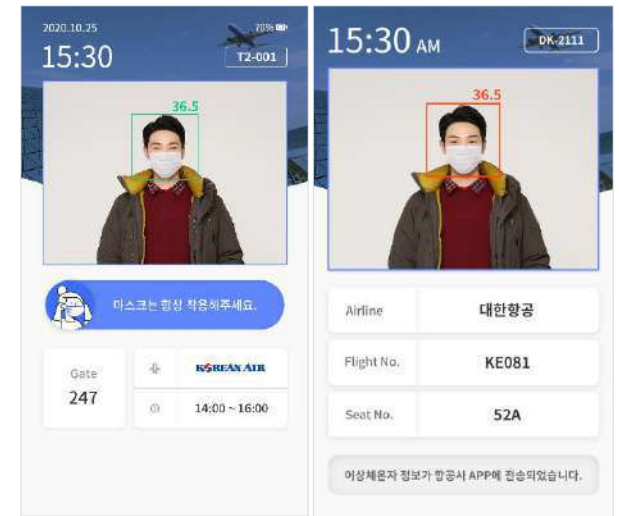 2020.10.25
70%
15:30
T2-001
36.5
마스크는 항상 착용해주세요.
Gate
247
KOREAN AIR
14:00 ~ 16:00
15:30 AM
DK-2111
36.5
Airline
대한항공
Flight No.
KE081
Seat No.
52A
이상체온자 정보가 항공사 APP에 전송되었습니다.